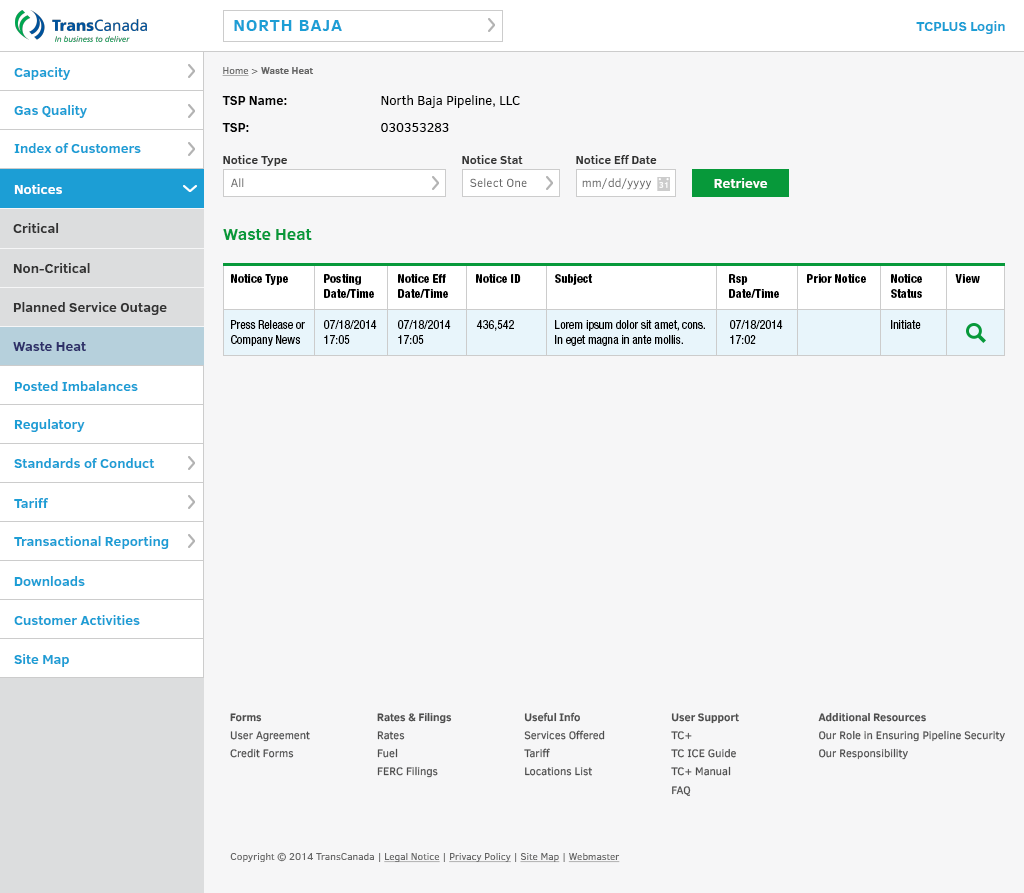 TransCanada
In business to deliver
NORTH BAJA
TCPLUS Login
Capacity
Gas Quality
Index of Customers
Notices
Critical
Non-Critical
Planned Service Outage
Waste Heat
Posted Imbalances
Regulatory
Standards of Conduct
Tariff
Transactional Reporting
Downloads
Customer Activities
Site Map
Home > Waste Heat
TSP Name: North Baja Pipeline, LLC
TSP: 030353283
Notice Type Notice Stat Notice Eff Date
All Select One mm/dd/yyyy 31 Retrieve
Waste Heat
Notice Type Posting Notice Eff Notice ID Subject Rsp Prior Notice Notice View
Date/Time Date/Time Date/Time Status
Press Release or 07/18/2014 07/18/2014 436,542 Lorem ipsum dolor sit amet, cons. 07/18/2014 Initiate
Company News 17:05 17:05 In eget magna in ante mollis. 17:02
Forms Rates & Filings Useful Info User Support Additional Resources
User Agreement Rates Services Offered TC+ Our Role in Ensuring Pipeline Security
Credit Forms Fuel Tariff TC ICE Guide Our Responsibility
FERC Filings Locations List TC+ Manual
FAQ
Copyright © 2014 TransCanada | Legal Notice | Privacy Policy | Site Map | Webmaster